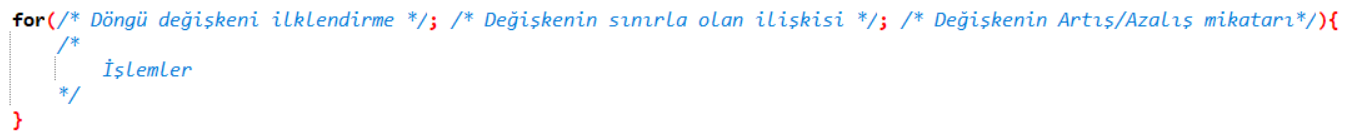 for(/* Döngü değişkeni ilklendirme */; /* Değişkenin sınırla olan ilişkisi */; /* Değişkenin Artış/Azalış mikatarı*/){
/*
İşlemler
*/
}